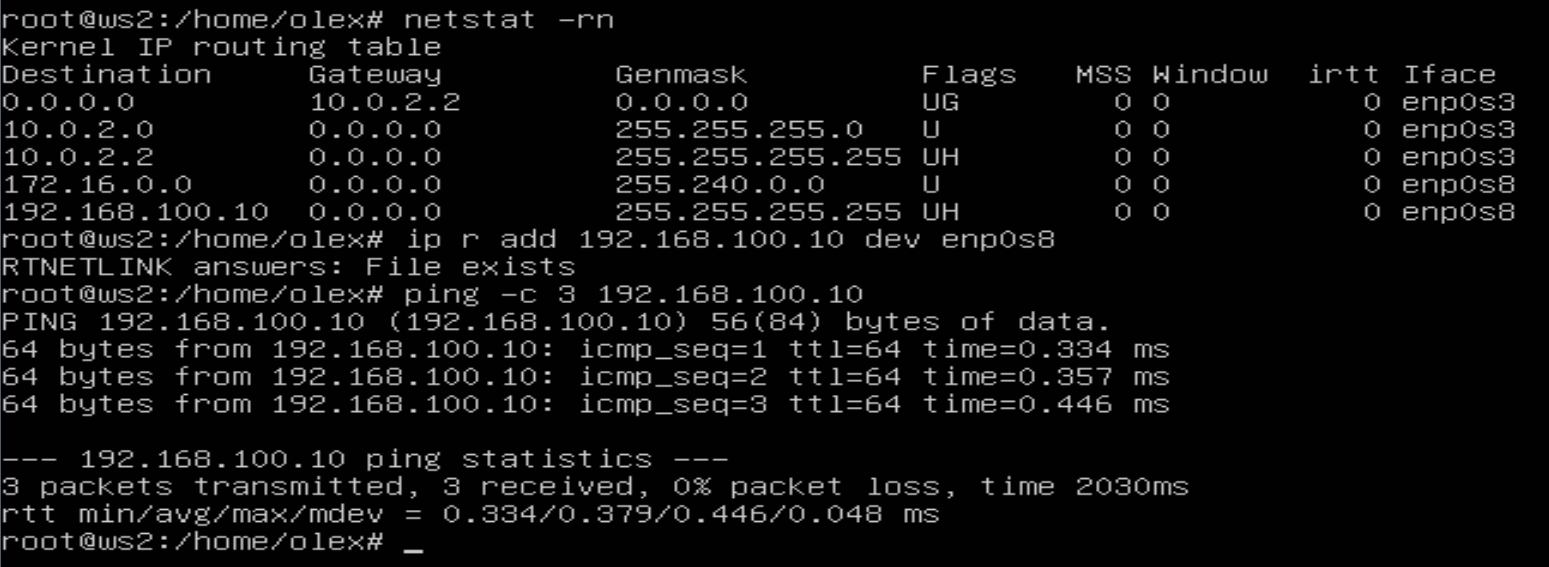 root@ws2:/home/olex# netstat -rn
Kernel IP routing table
Destination     Gateway         Genmask         Flags   MSS Window  irtt Iface
0.0.0.0         10.0.2.2        0.0.0.0         UG        0 0          0 enp0s3
10.0.2.0        0.0.0.0         255.255.255.0   U         0 0          0 enp0s3
10.0.2.2        0.0.0.0         255.255.255.255 UH        0 0          0 enp0s3
172.16.0.0      0.0.0.0         255.240.0.0     U         0 0          0 enp0s8
192.168.100.10  0.0.0.0         255.255.255.255 UH        0 0          0 enp0s8
root@ws2:/home/olex# ip r add 192.168.100.10 dev enp0s8
RTNETLINK answers: File exists
root@ws2:/home/olex# ping -c 3 192.168.100.10
PING 192.168.100.10 (192.168.100.10) 56(84) bytes of data.
64 bytes from 192.168.100.10: icmp_seq=1 ttl=64 time=0.334 ms
64 bytes from 192.168.100.10: icmp_seq=2 ttl=64 time=0.357 ms
64 bytes from 192.168.100.10: icmp_seq=3 ttl=64 time=0.446 ms
--- 192.168.100.10 ping statistics ---
3 packets transmitted, 3 received, 0% packet loss, time 2030ms
rtt min/avg/max/mdev = 0.334/0.379/0.446/0.048 ms
root@ws2:/home/olex# _